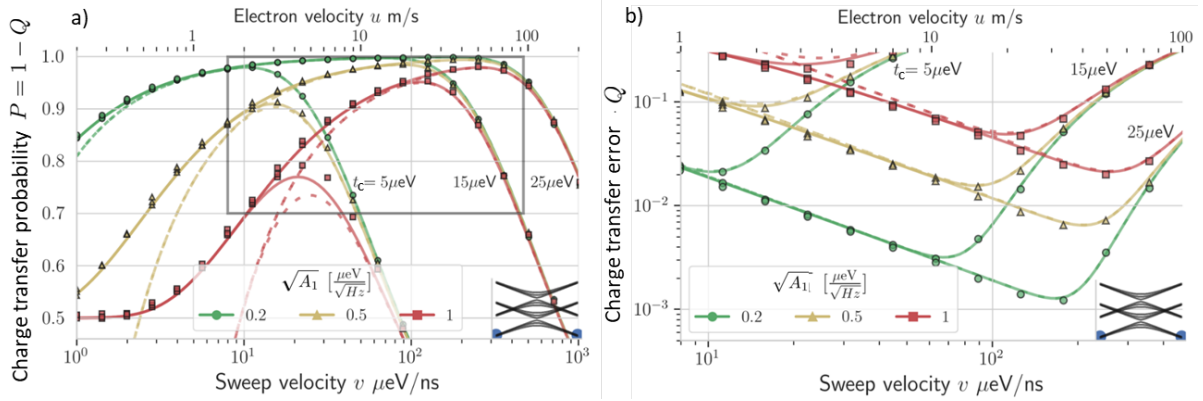 a)
Electron velocity u m/s
1 10 100
Charge transfer probability P = 1 − Q
1.0
0.9
0.8
0.7
0.6
0.5
t_C = 5μeV 15μeV 25μeV
√A₁ [μeV/√Hz]
0.2 0.5 1
10⁰ 10¹ 10² 10³
Sweep velocity v μeV/ns
b)
Electron velocity u m/s
1 10 100
Charge transfer error · Q
t_C = 5μeV 15μeV
25μeV
10⁻¹
10⁻²
10⁻³
√A₁ [μeV/√Hz]
0.2 0.5 1
10¹ 10²
Sweep velocity v μeV/ns